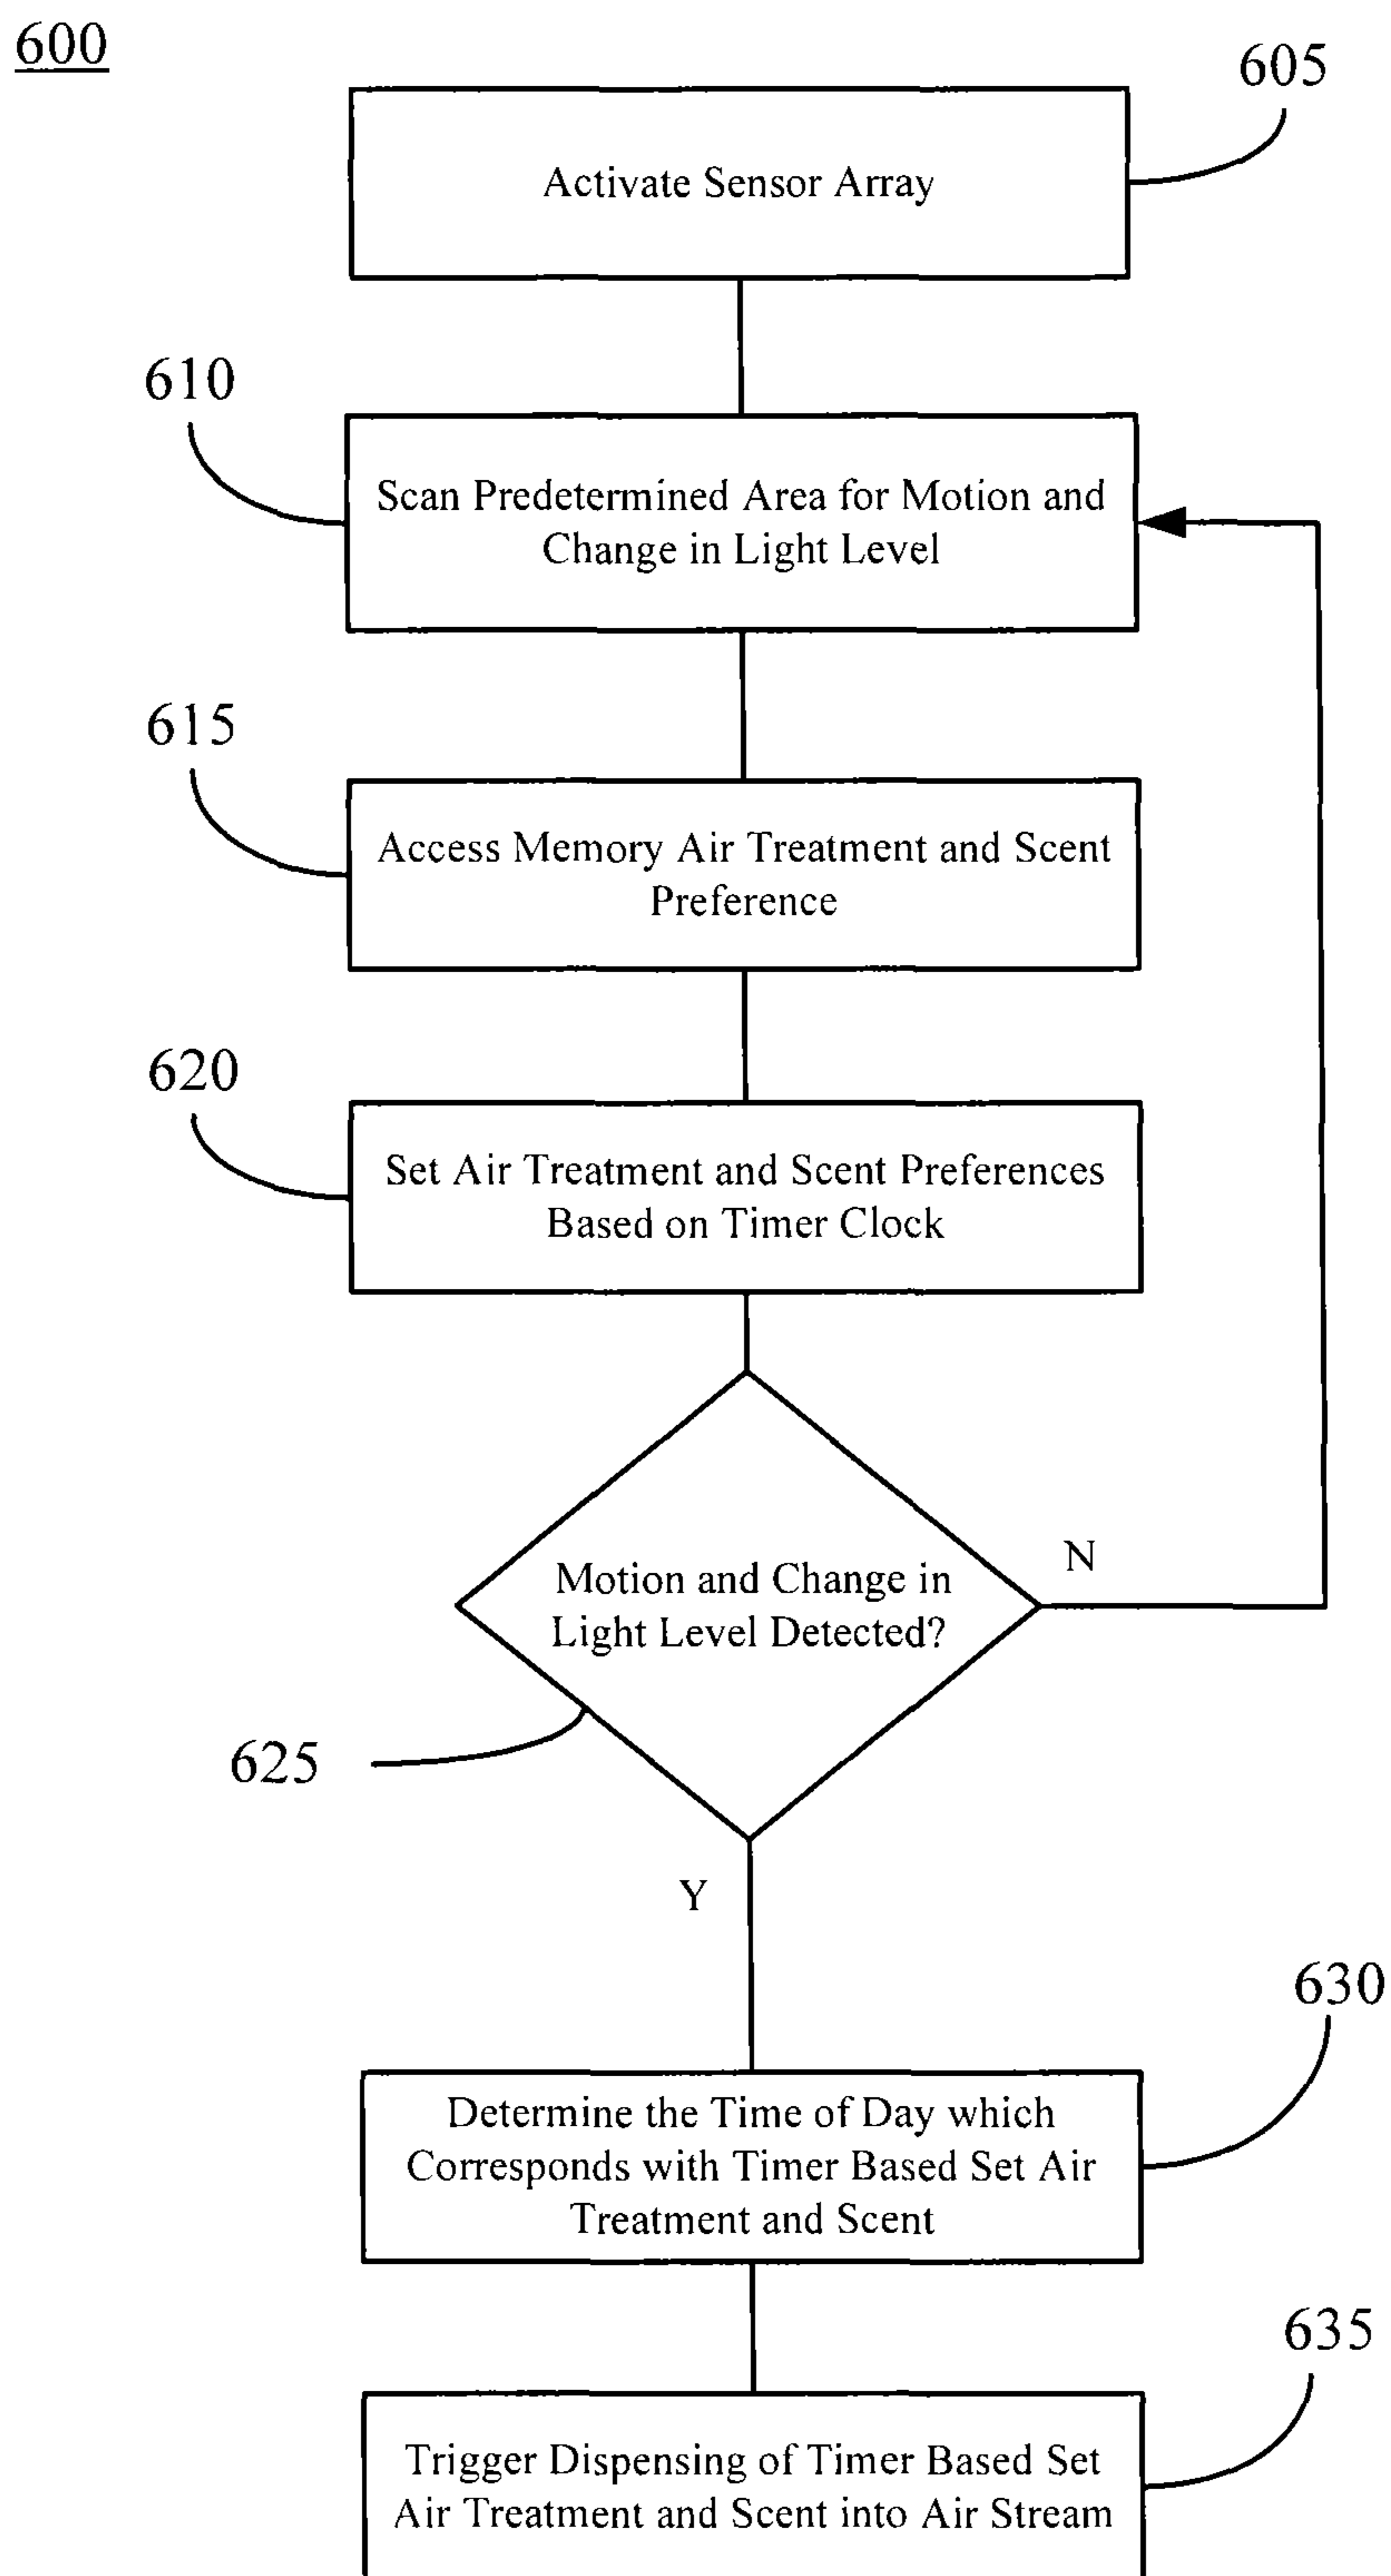 600
605
Activate Sensor Array
610
Scan Predetermined Area for Motion and
Change in Light Level
615
Access Memory Air Treatment and Scent
Preference
620
Set Air Treatment and Scent Preferences
Based on Timer Clock
N
Motion and Change in
Light Level Detected?
625
Y
630
Determine the Time of Day which
Corresponds with Timer Based Set Air
Treatment and Scent
635
Trigger Dispensing of Timer Based Set
Air Treatment and Scent into Air Stream